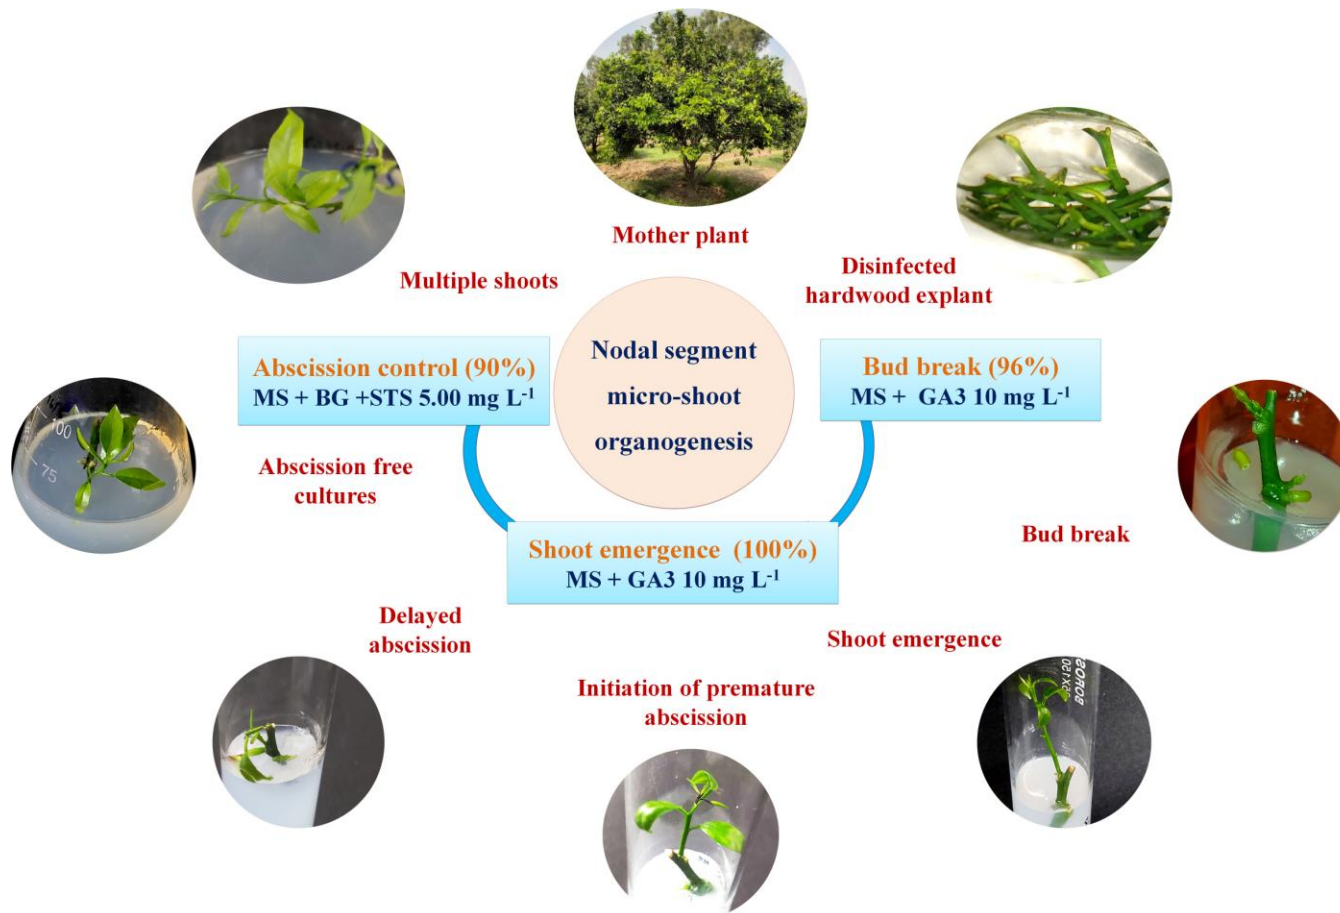 Mother plant
Disinfected
hardwood explant
Multiple shoots
Nodal segment
micro-shoot
organogenesis
Abscission control (90%)
MS + BG +STS 5.00 mg L⁻¹
Bud break (96%)
MS + GA3 10 mg L⁻¹
100
75
Abscission free
cultures
Bud break
Shoot emergence (100%)
MS + GA3 10 mg L⁻¹
Delayed
abscission
Shoot emergence
Initiation of premature
abscission